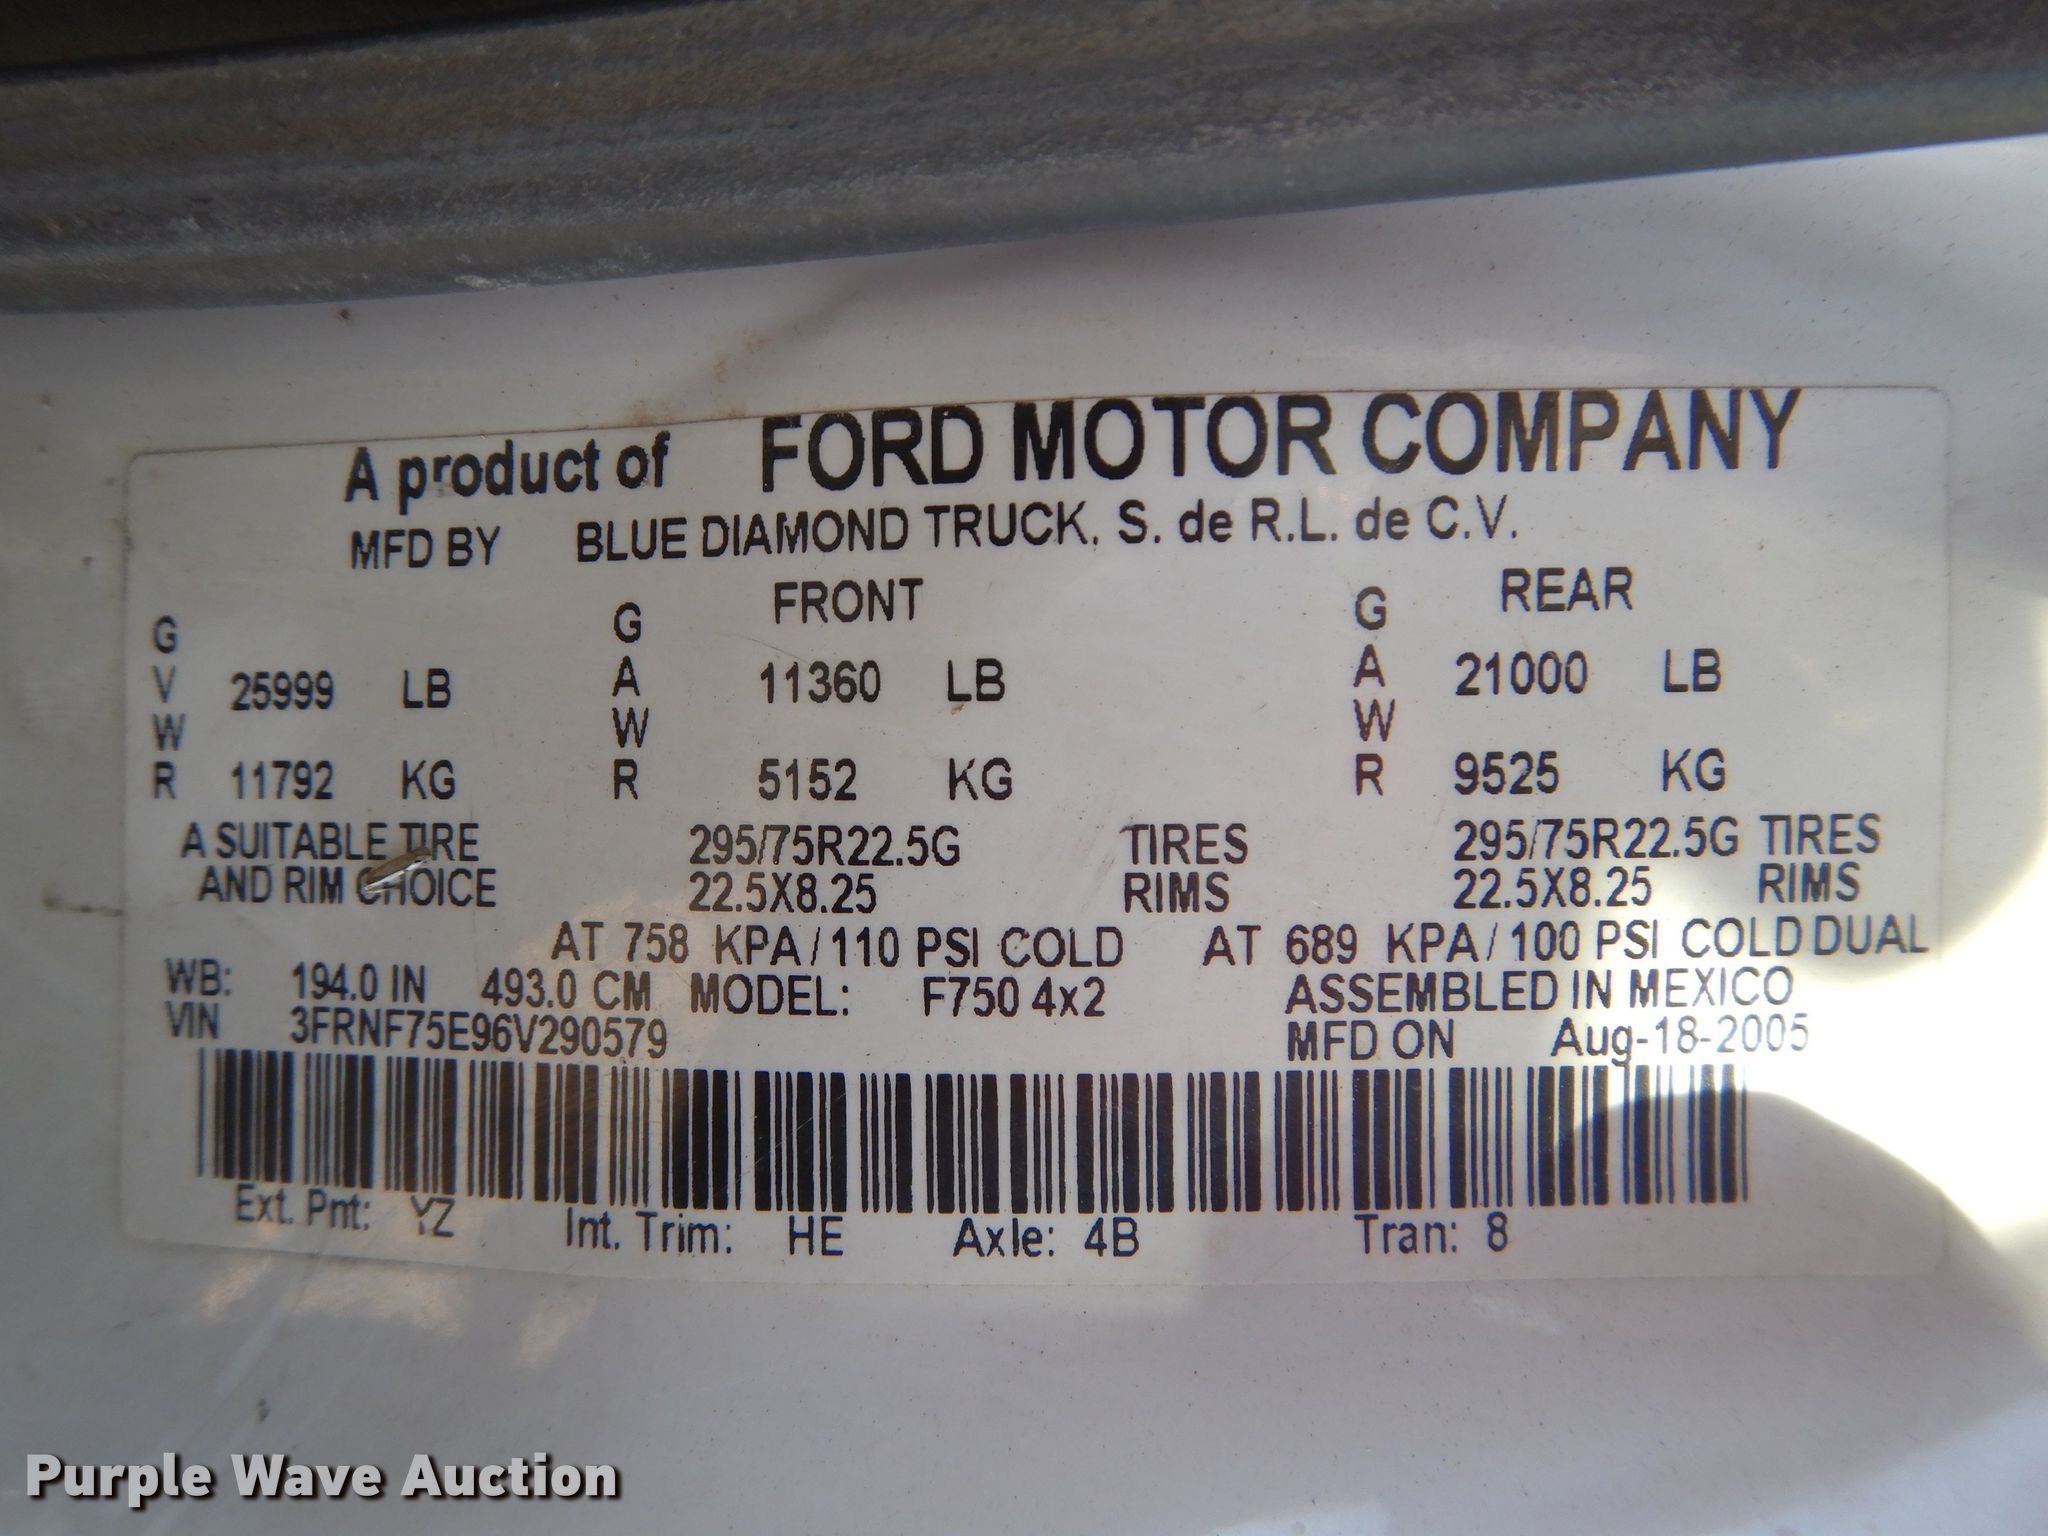 A product of FORD MOTOR COMPANY
MFD BY BLUE DIAMOND TRUCK, S. de R.L. de C.V.
FRONT REAR
G G G
V 25999 LB A 11360 LB A 21000 LB
W W W
R 11792 KG R 5152 KG R 9525 KG
A SUITABLE TIRE 295/75R22.5G TIRES 295/75R22.5G TIRES
AND RIM CHOICE 22.5X8.25 RIMS 22.5X8.25 RIMS
AT 758 KPA/110 PSI COLD AT 689 KPA/100 PSI COLD DUAL
WB: 194.0 IN 493.0 CM MODEL: F750 4x2 ASSEMBLED IN MEXICO
VIN 3FRNF75E96V290579 MFD ON Aug-18-2005
Ext. Pnt: YZ Int. Trim: HE Axle: 4B Tran: 8
Purple Wave Auction